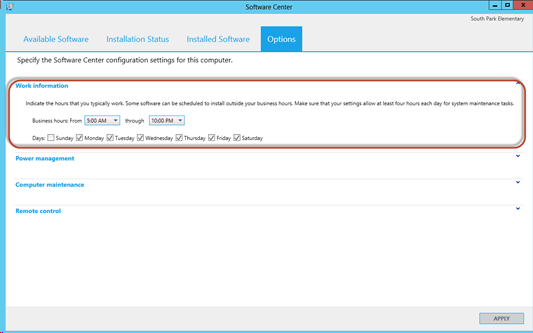 Software Center
South Park Elementary
Available Software Installation Status Installed Software Options
Specify the Software Center configuration settings for this computer.
Work information
Indicate the hours that you typically work. Some software can be scheduled to install outside your business hours. Make sure that your settings allow at least four hours each day for system maintenance tasks.
Business hours: From 5:00 AM through 10:00 PM
Days: Sunday Monday Tuesday Wednesday Thursday Friday Saturday
Power management
Computer maintenance
Remote control
APPLY